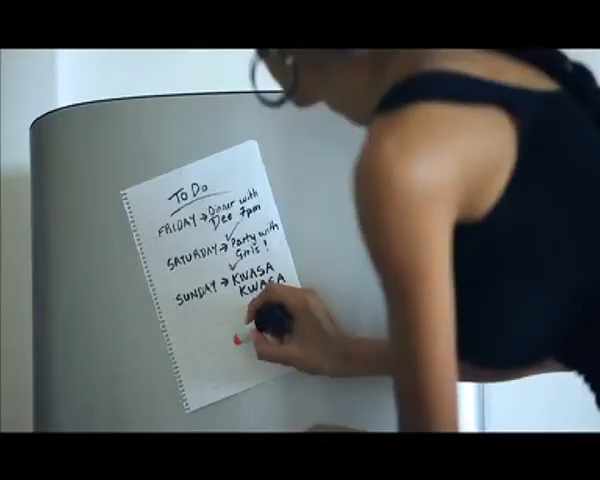 To Do
FRIDAY → Dinner with
Dee 7pm
SATURDAY → Party with
Girls !
SUNDAY → KWASA
KWASA